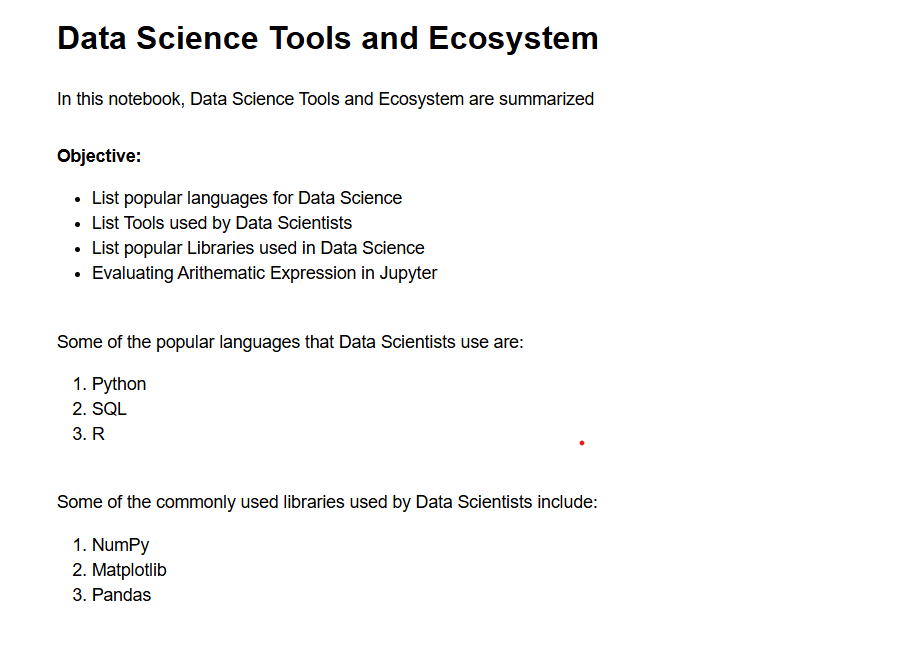 Data Science Tools and Ecosystem
In this notebook, Data Science Tools and Ecosystem are summarized
Objective:
• List popular languages for Data Science
• List Tools used by Data Scientists
• List popular Libraries used in Data Science
• Evaluating Arithematic Expression in Jupyter
Some of the popular languages that Data Scientists use are:
1. Python
2. SQL
3. R
Some of the commonly used libraries used by Data Scientists include:
1. NumPy
2. Matplotlib
3. Pandas